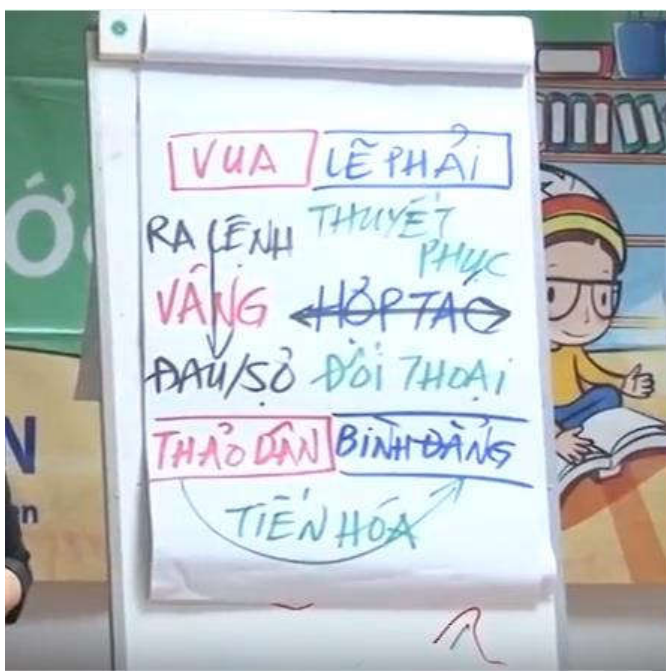 VUA LẼ PHẢI
RA LỆNH THUYẾT
PHỤC
VÂNG HỢP TÁC
ĐAU/SỢ ĐỐI THOẠI
THẢO DÂN BÌNH ĐẲNG
TIẾN HÓA